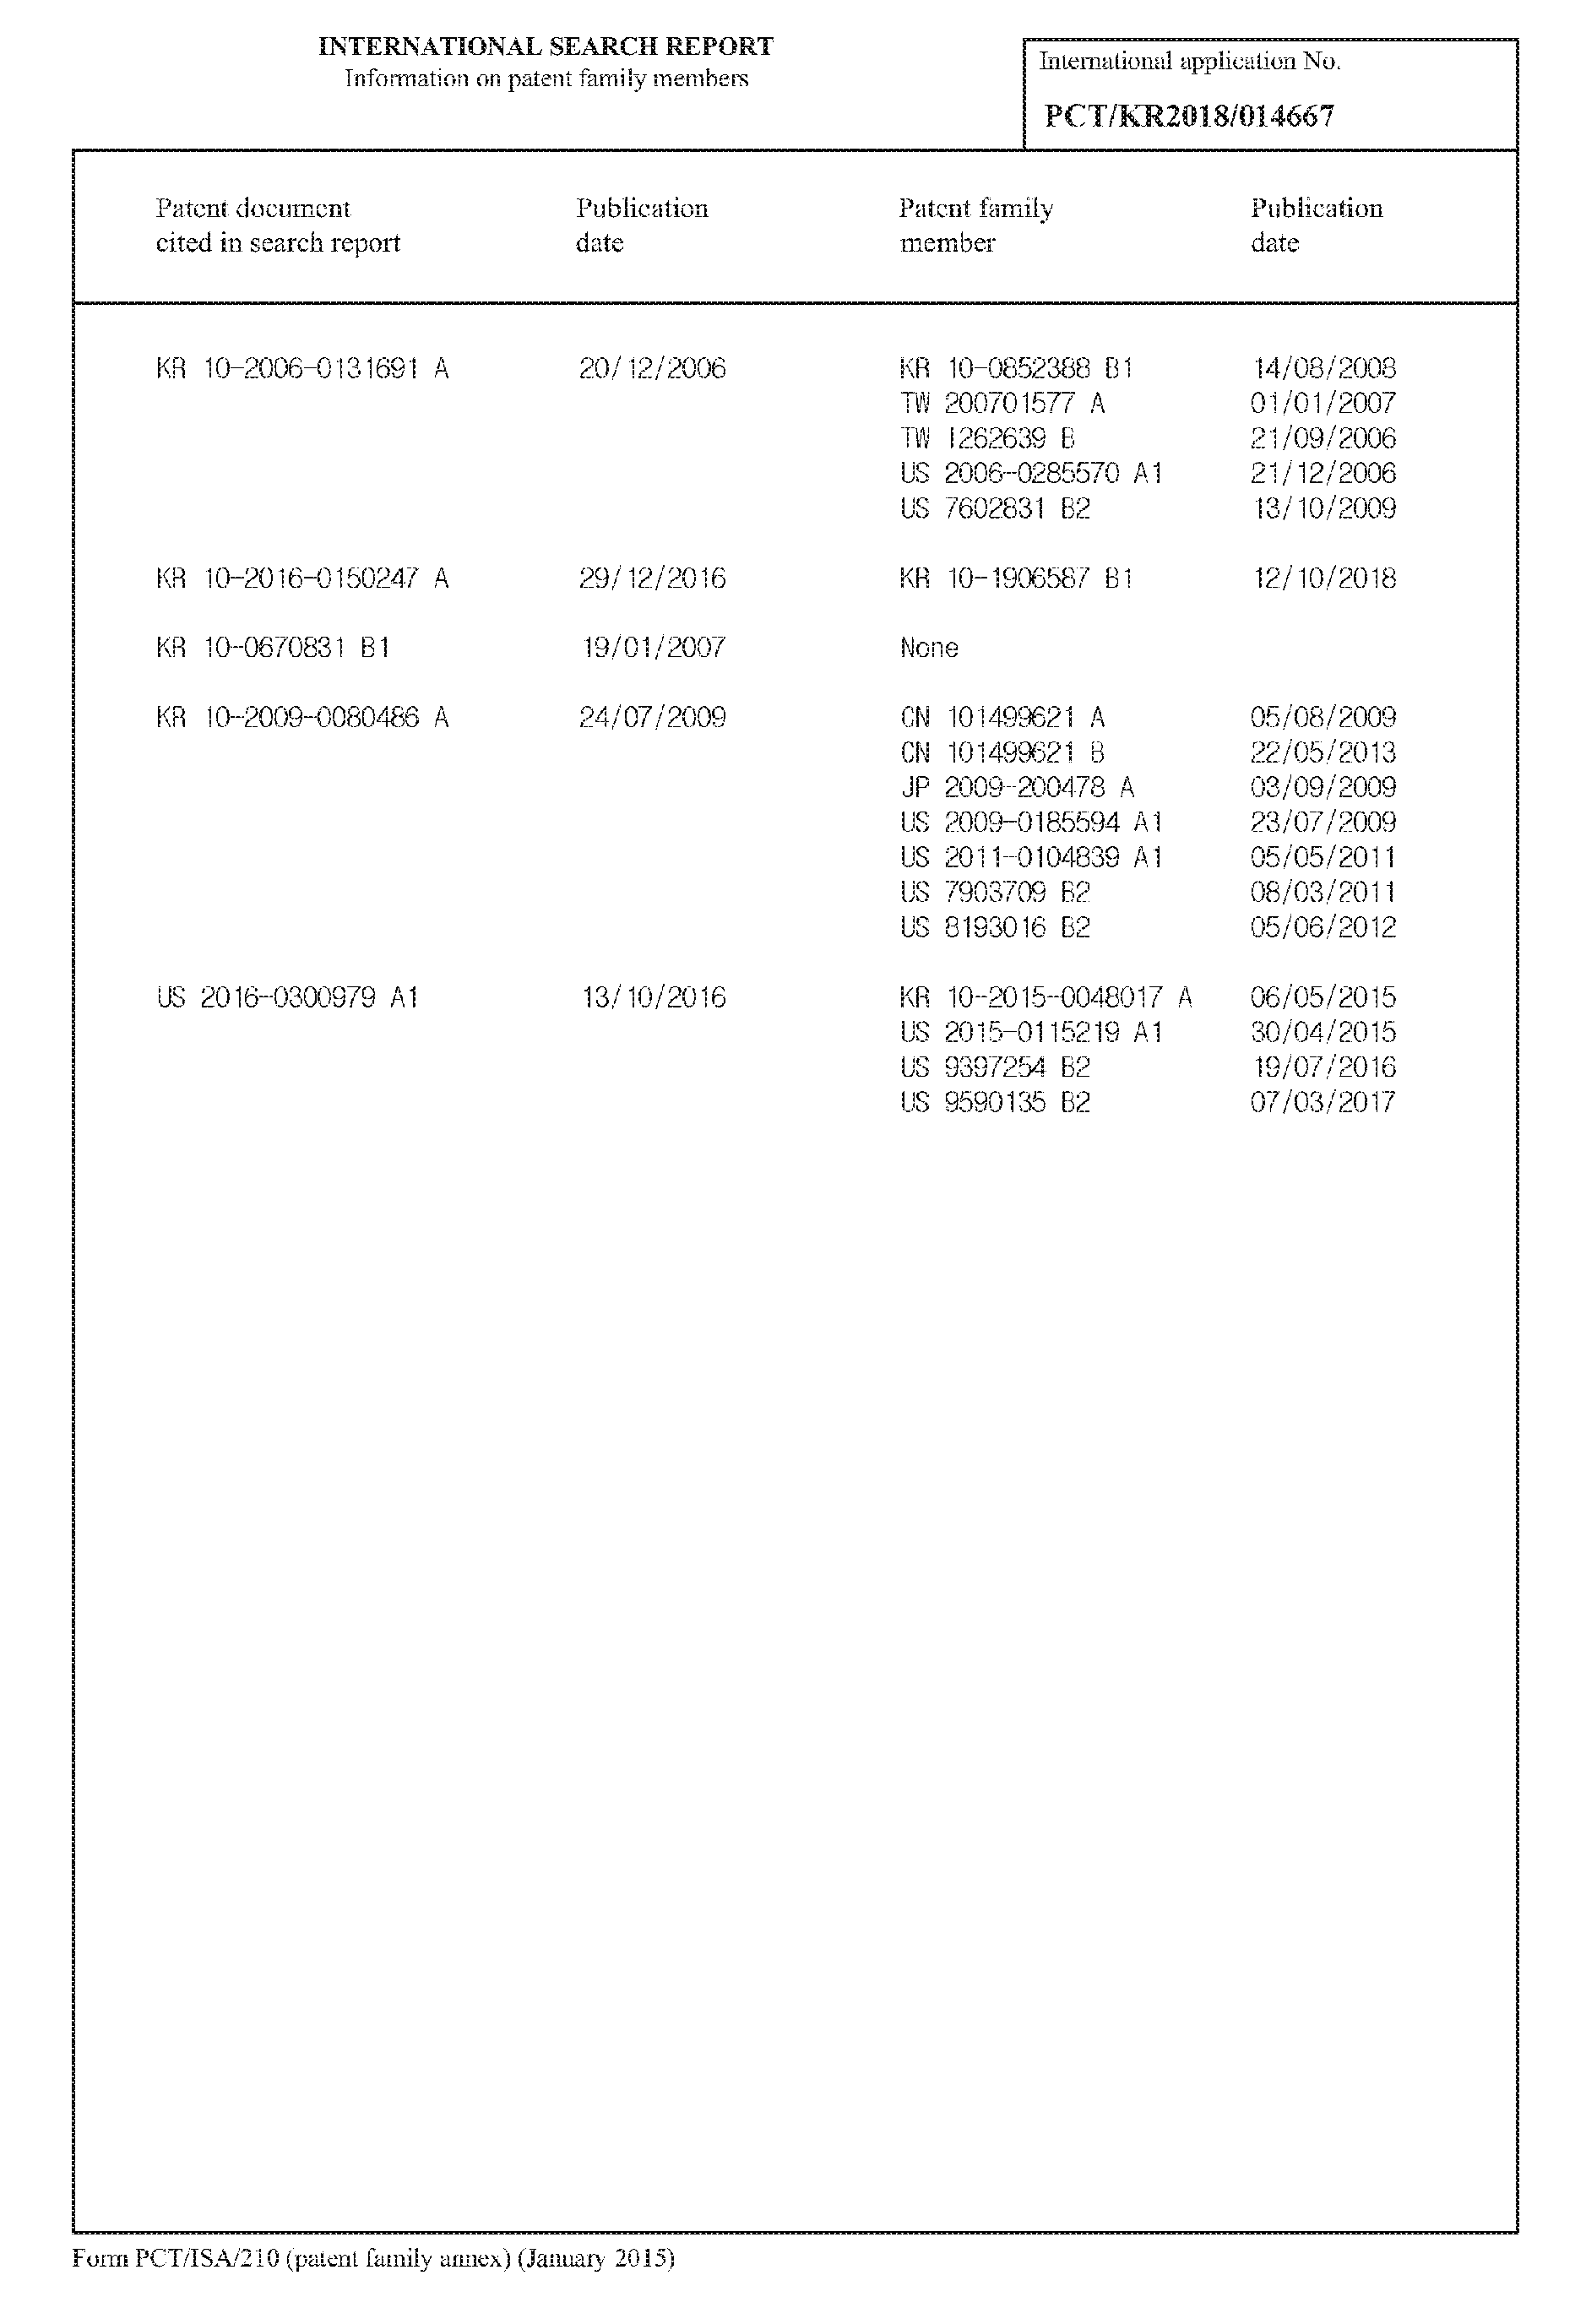 INTERNATIONAL SEARCH REPORT
Information on patent family members
International application No.
PCT/KR2018/014667
Patent document cited in search report
Publication date
Patent family member
Publication date
KR 10-2006-0131691 A 20/12/2006 KR 10-0852388 B1 14/08/2008
TW 200701577 A 01/01/2007
TW I262639 B 21/09/2006
US 2006-0285570 A1 21/12/2006
US 7602831 B2 13/10/2009
KR 10-2016-0150247 A 29/12/2016 KR 10-1906587 B1 12/10/2018
KR 10-0670831 B1 19/01/2007 None
KR 10-2009-0080486 A 24/07/2009 CN 101499621 A 05/08/2009
CN 101499621 B 22/05/2013
JP 2009-200478 A 03/09/2009
US 2009-0185594 A1 23/07/2009
US 2011-0104839 A1 05/05/2011
US 7903709 B2 08/03/2011
US 8193016 B2 05/06/2012
US 2016-0300979 A1 13/10/2016 KR 10-2015-0048017 A 06/05/2015
US 2015-0115219 A1 30/04/2015
US 9397254 B2 19/07/2016
US 9590135 B2 07/03/2017
Form PCT/ISA/210 (patent family annex) (January 2015)